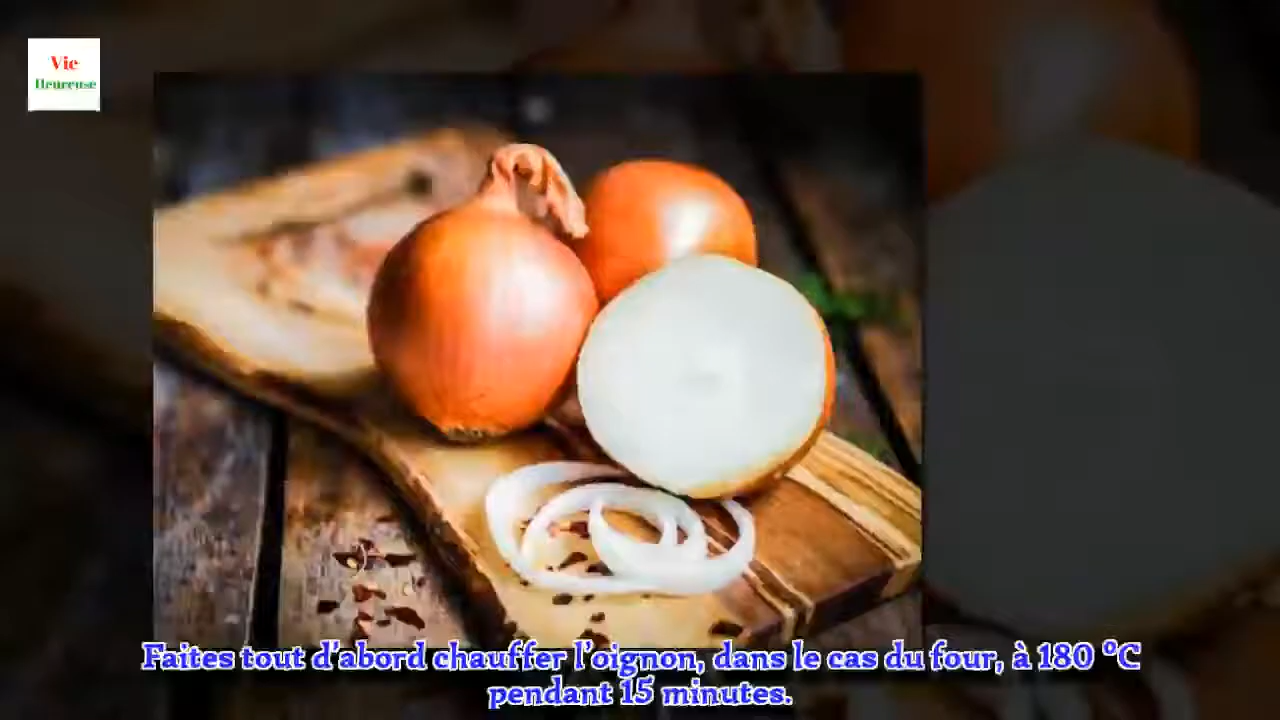 Vie
Heureuse
Faites tout d'abord chauffer l'oignon, dans le cas du four, à 180 °C
pendant 15 minutes.